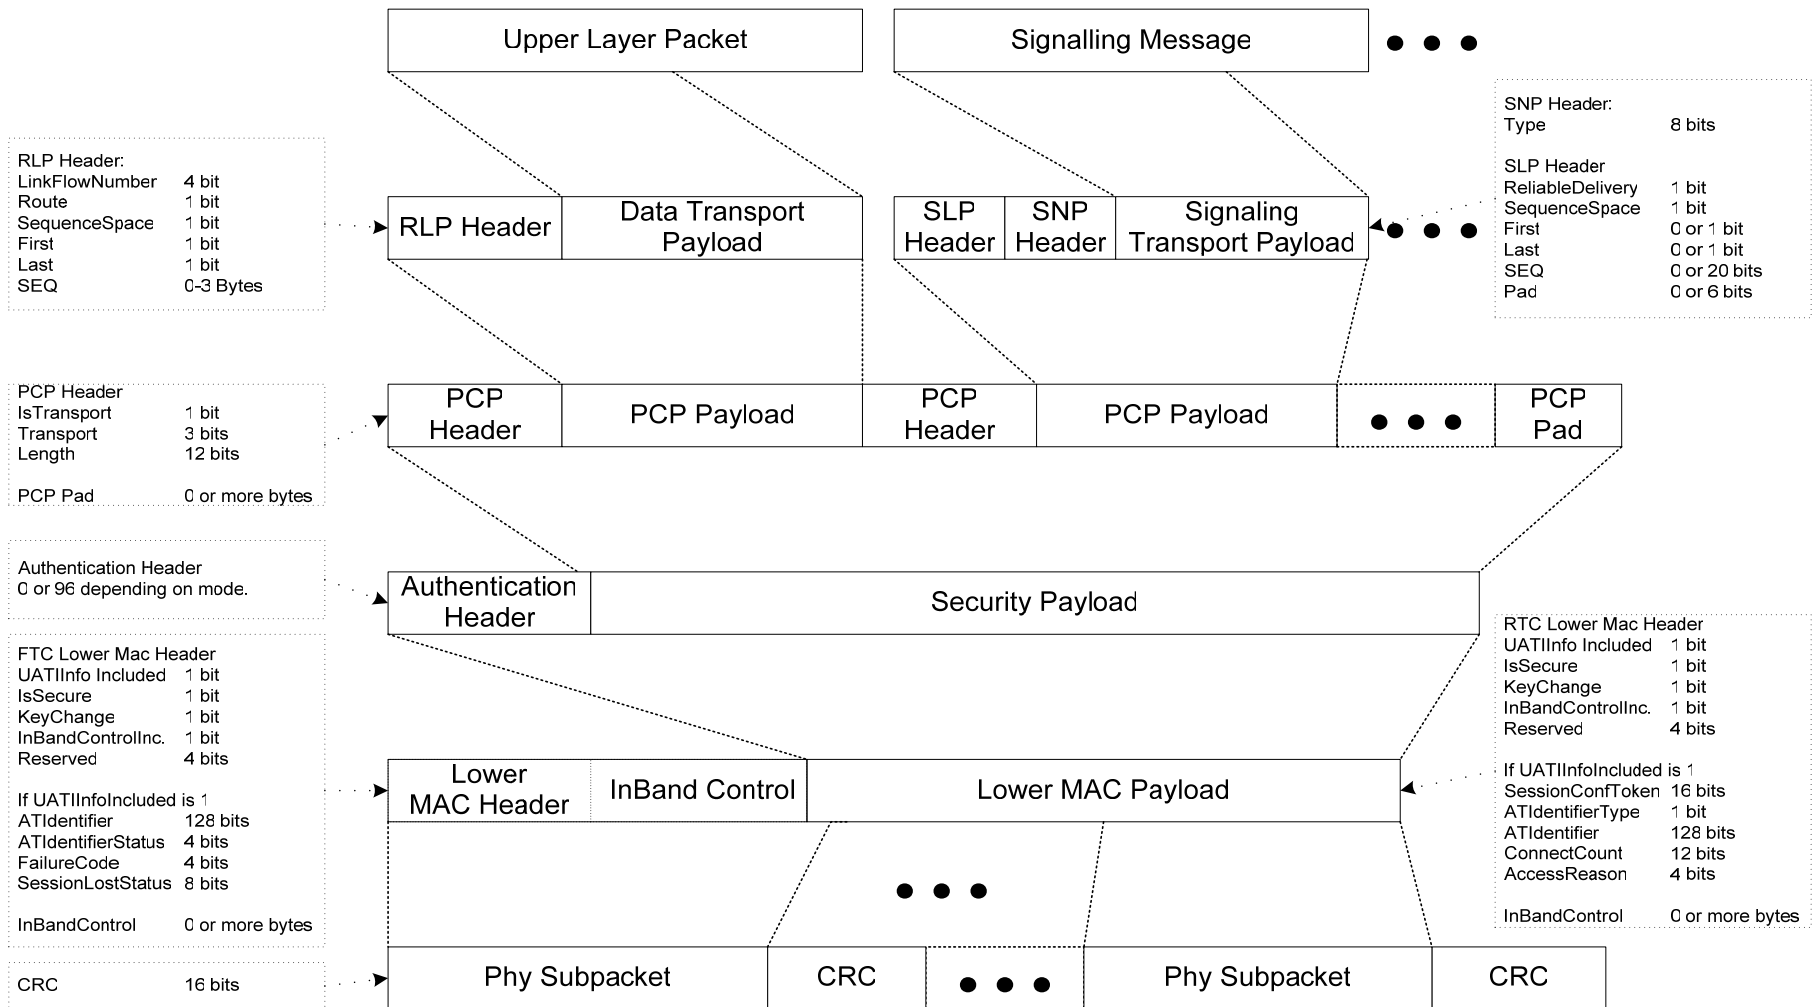 Upper Layer Packet
Signalling Message
SNP Header:
Type 8 bits
SLP Header
ReliableDelivery 1 bit
SequenceSpace 1 bit
First 0 or 1 bit
Last 0 or 1 bit
SEQ 0 or 20 bits
Pad 0 or 6 bits
RLP Header:
LinkFlowNumber 4 bit
Route 1 bit
SequenceSpace 1 bit
First 1 bit
Last 1 bit
SEQ 0-3 Bytes
RLP Header
Data Transport
Payload
SLP
Header
SNP
Header
Signaling
Transport Payload
PCP Header
IsTransport 1 bit
Transport 3 bits
Length 12 bits
PCP Pad 0 or more bytes
PCP
Header
PCP Payload
PCP
Header
PCP Payload
PCP
Pad
Authentication Header
0 or 96 depending on mode.
Authentication
Header
Security Payload
FTC Lower Mac Header
UATIInfo Included 1 bit
IsSecure 1 bit
KeyChange 1 bit
InBandControlInc. 1 bit
Reserved 4 bits
If UATIInfoIncluded is 1
ATIdentifier 128 bits
ATIdentifierStatus 4 bits
FailureCode 4 bits
SessionLostStatus 8 bits
InBandControl 0 or more bytes
Lower
MAC Header
InBand Control
Lower MAC Payload
RTC Lower Mac Header
UATIInfo Included 1 bit
IsSecure 1 bit
KeyChange 1 bit
InBandControlInc. 1 bit
Reserved 4 bits
If UATIInfoIncluded is 1
SessionConfToken 16 bits
ATIdentifierType 1 bit
ATIdentifier 128 bits
ConnectCount 12 bits
AccessReason 4 bits
InBandControl 0 or more bytes
CRC 16 bits
Phy Subpacket
CRC
Phy Subpacket
CRC